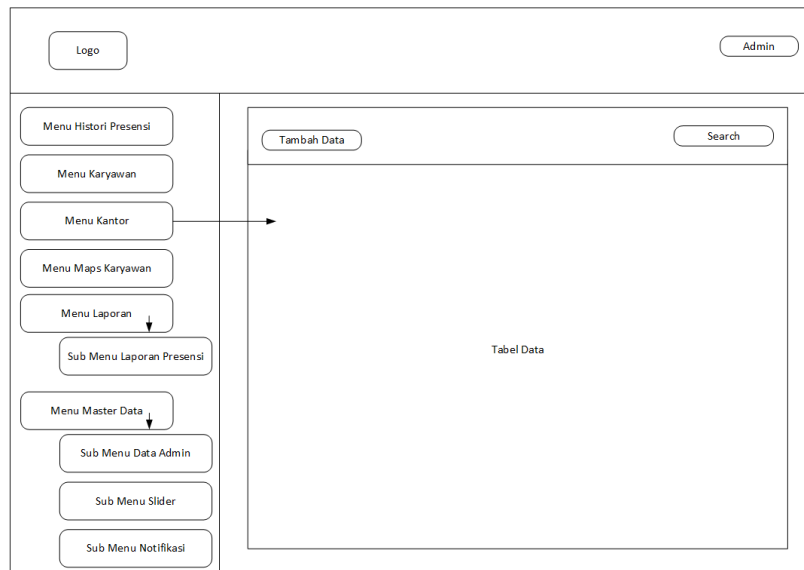 Logo
Admin
Menu Histori Presensi
Menu Karyawan
Menu Kantor
Menu Maps Karyawan
Menu Laporan
Sub Menu Laporan Presensi
Menu Master Data
Sub Menu Data Admin
Sub Menu Slider
Sub Menu Notifikasi
Tambah Data
Search
Tabel Data